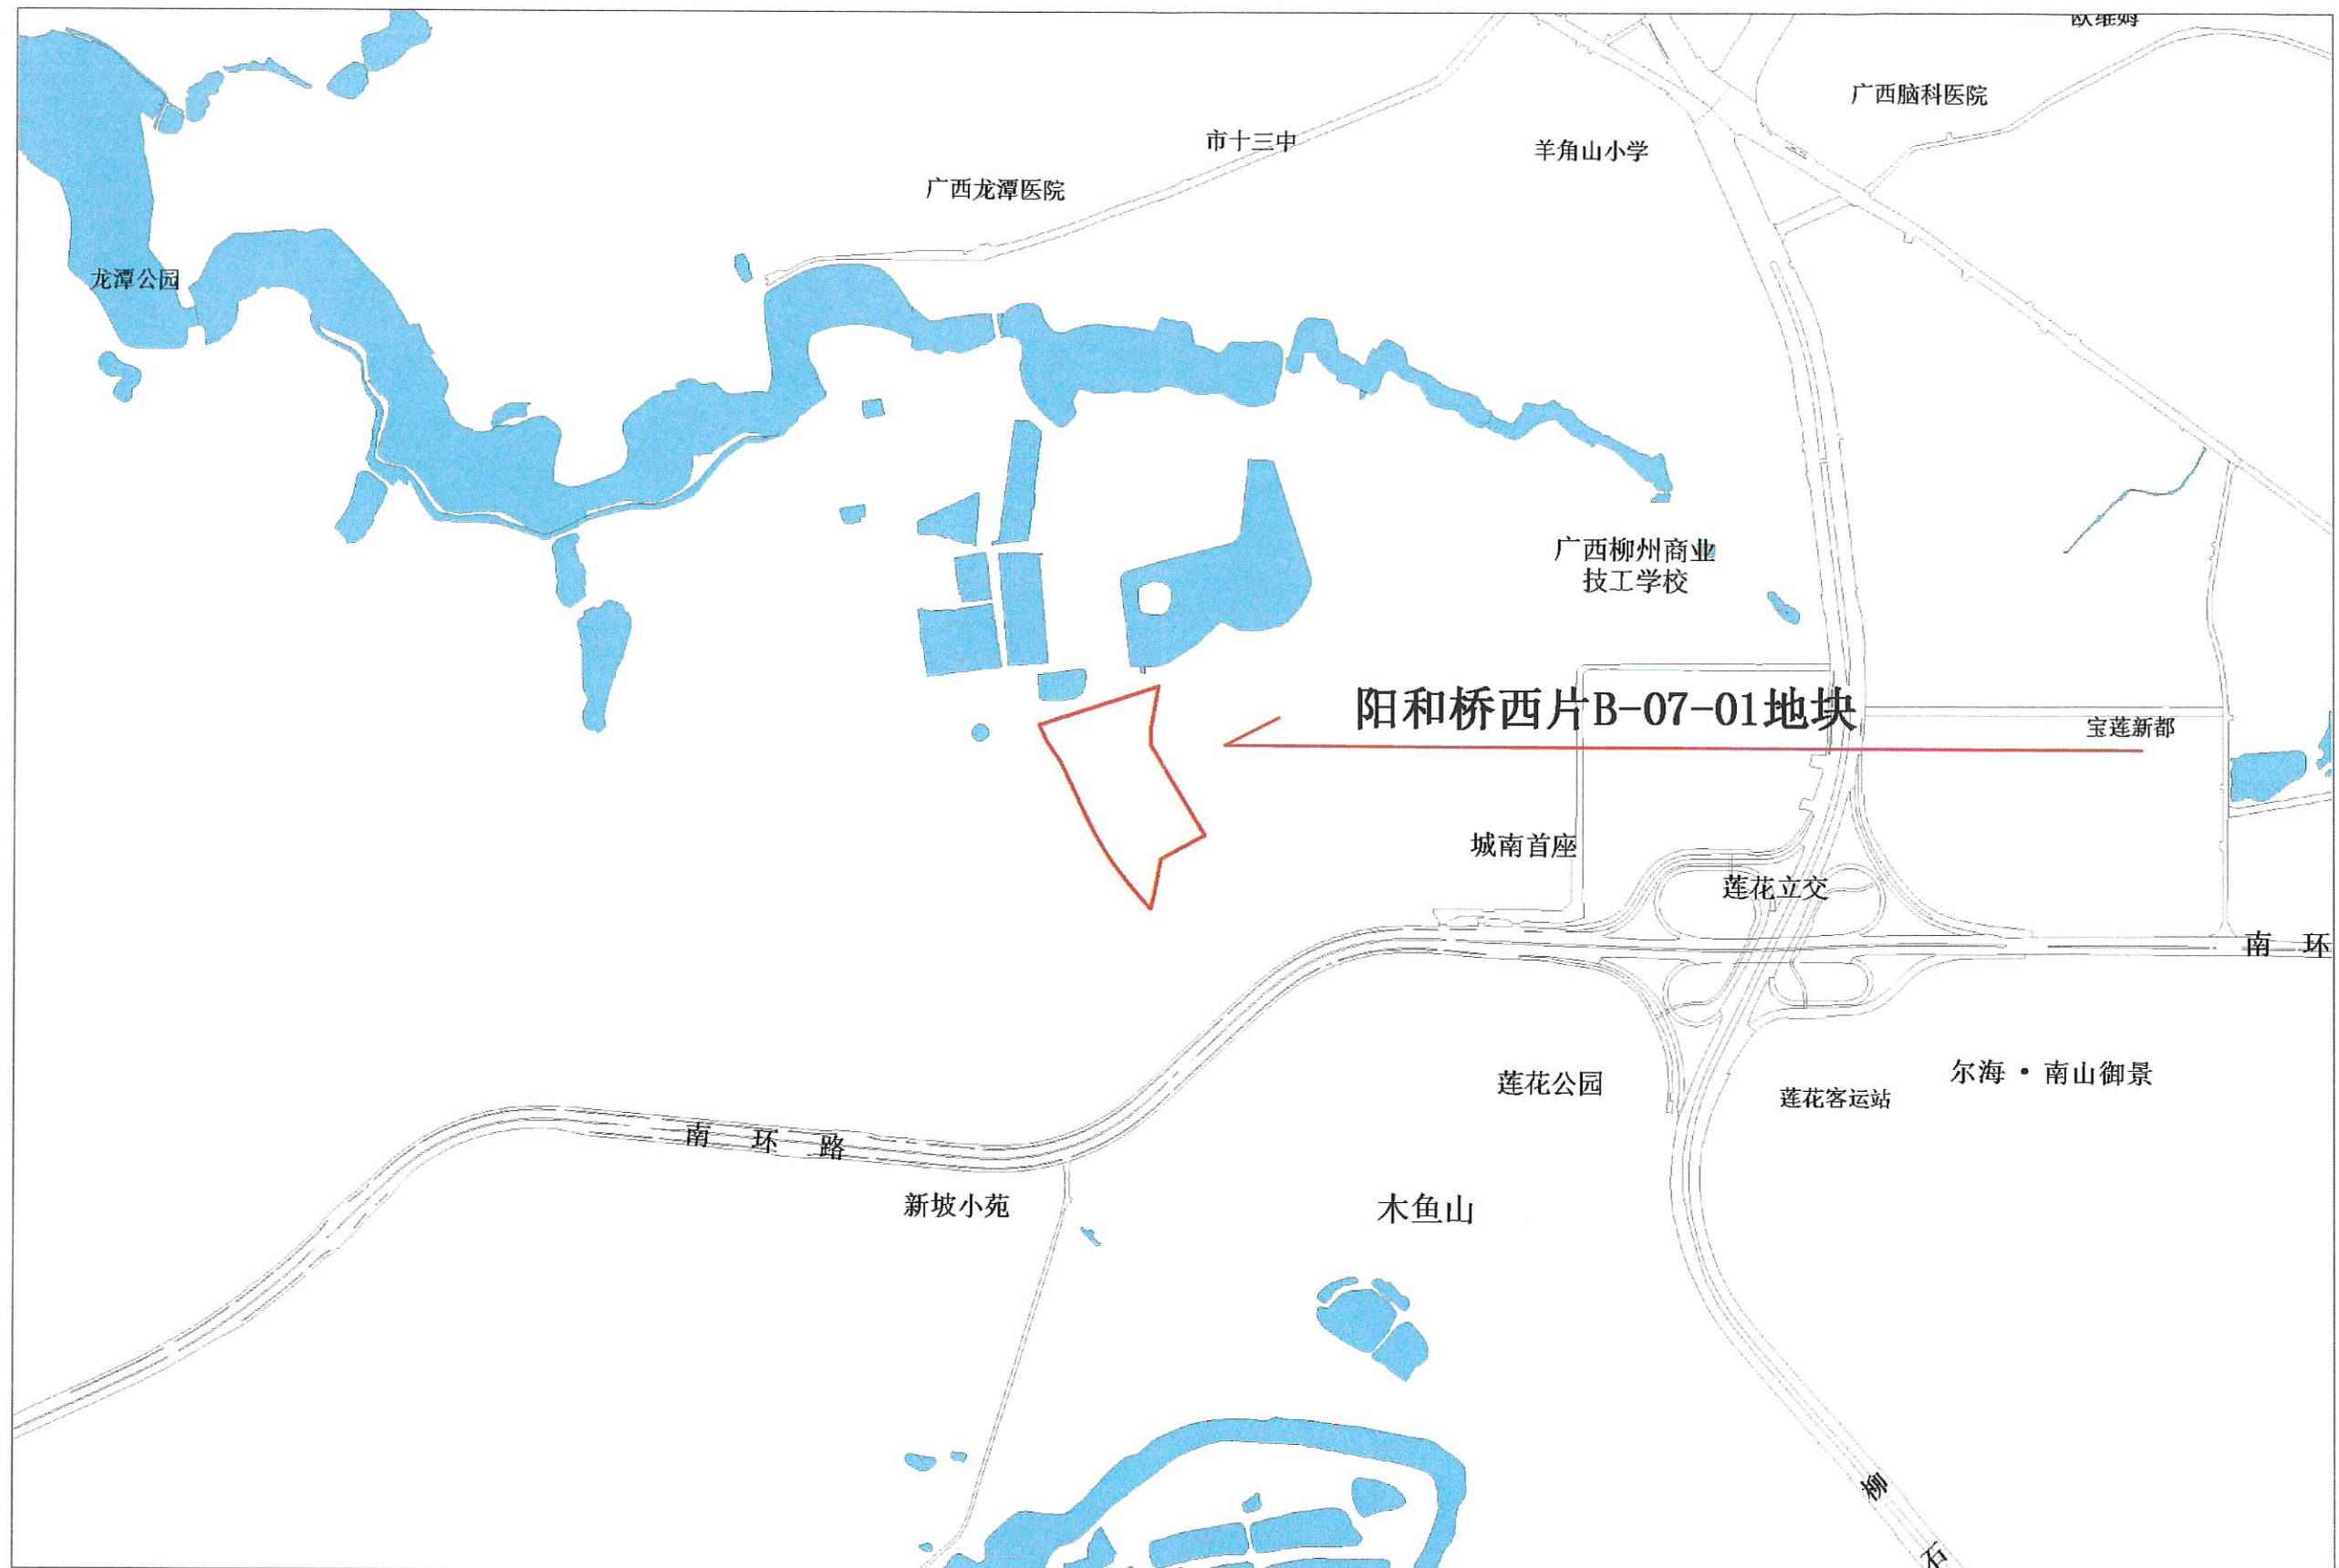 欧维姆
广西脑科医院
市十三中
羊角山小学
广西龙潭医院
龙潭公园
广西柳州商业
技工学校
阳和桥西片B-07-01地块
宝莲新都
城南首座
莲花立交
南 环
莲花公园
尔海·南山御景
莲花客运站
南 环 路
新坡小苑
木鱼山
柳
石